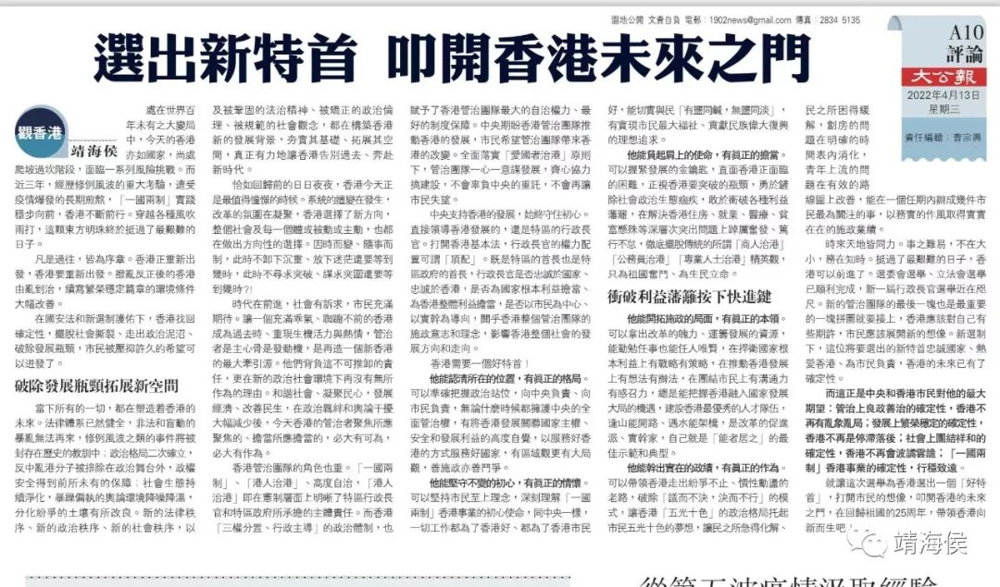 園地公開 文責自負 電郵：1902news@gmail.com 傳真：2834 5135
選出新特首 叩開香港未來之門
A10
評論
大公報
2022年4月13日
星期三
責任編輯：曹宗興
觀香港
靖海侯
處在世界百
年未有之大變局
中，今天的香港
亦如國家，尚處
爬坡過坎階段，面臨一系列風險挑戰。而
近三年，經歷修例風波的重大考驗，遭受
疫情爆發的長期煎熬，「一國兩制」實踐
穩步向前，香港不斷前行。穿越各種風吹
雨打，這顆東方明珠終於挺過了最艱難的
日子。
凡是過往，皆為序章。香港正重新出
發，香港要重新出發。撥亂反正後的香港
由亂到治，續寫繁榮穩定篇章的環境條件
大幅改善。
在國安法和新選制護佑下，香港找回
確定性，擺脫社會撕裂、走出政治泥沼、
破除發展瓶頸，市民被壓抑許久的希望可
以迸發了。
破除發展瓶頸拓展新空間
當下所有的一切，都在塑造着香港的
未來。法律體系已然健全，非法和盲動的
暴亂無法再來，修例風波之類的事件將被
封存在歷史的教訓中；政治格局二次確立，
反中亂港分子被排除在政治舞台外，政權
安全得到前所未有的保障；社會生態持
續淨化，暴躁偏執的輿論環境降噪降溫，
分化紛爭的土壤有所改良。新的法律秩
序、新的政治秩序、新的社會秩序，以
及被鞏固的法治精神、被矯正的政治倫
理、被規範的社會觀念，都在構築香港
新的發展背景，夯實其基礎、拓展其空
間，真正有力地讓香港告別過去、奔赴
新時代。
恰如回歸前的日日夜夜，香港今天正
是最值得憧憬的時候。系統的嬗變在發生，
改革的氛圍在凝聚，香港選擇了新方向，
整個社會及每一個體或被動或主動，也都
在做出方向性的選擇。因時而變、隨事而
制，此時不卸下沉重、放下迷茫還要等到
幾時，此時不尋求突破、謀求突圍還要等
到幾時?!
時代在前進，社會有訴求，市民充滿
期待。讓一個充滿乖氣、踟躕不前的香港
成為過去時、重現生機活力與熱情，管治
者是主心骨是發動機，是再造一個新香港
的最大牽引源。他們背負這不可推卸的責
任，更在新的政治社會環境下再沒有無所
作為的理由。和諧社會、凝聚民心，發展
經濟、改善民生，在政治羈絆和輿論干擾
大幅減少後，今天香港的管治者聚焦所應
聚焦的、擔當所應擔當的，必大有可為，
必大有作為。
香港管治團隊的角色也重。「一國兩
制」、「港人治港」、高度自治，「港人
治港」即在憲制層面上明晰了特區行政長
官和特區政府所承擔的主體責任。而香港
「三權分置、行政主導」的政治體制，也
賦予了香港管治團隊最大的自治權力、最
好的制度保障。中央期盼香港管治團隊推
動香港的發展，市民希望管治團隊帶來香
港的改變。全面落實「愛國者治港」原則
下，管治團隊一心一意謀發展，齊心協力
搞建設，不會辜負中央的重託，不會再讓
市民失望。
中央支持香港的發展，始終守住初心。
直接領導香港發展的，還是特區的行政長
官。打開香港基本法，行政長官的權力配
置可謂「頂配」。既是特區的首長也是特
區政府的首長，行政長官是否忠誠於國家、
忠誠於香港，是否為國家根本利益擔當、
為香港整體利益擔當，是否以市民為中心、
以實幹為導向，關乎香港整個管治團隊的
施政意志和理念，影響香港整個社會的發
展方向和走向。
香港需要一個好特首！
他能認清所在的位置，有真正的格局。
可以準確把握政治站位，向中央負責、向
市民負責，無論什麼時候都擁護中央的全
面管治權，有將香港發展關聯國家主權、
安全和發展利益的高度自覺，以服務好香
港的方式服務好國家，有區域觀更有大局
觀，善施政亦善鬥爭。
他能堅守不變的初心，有真正的情懷。
可以堅持市民至上理念，深刻理解「一國
兩制」香港事業的初心使命，同中央一樣，
一切工作都為了香港好、都為了香港市民
好，能切實與民「有鹽同鹹，無鹽同淡」，
有實現市民最大福祉、貢獻民族偉大復興
的理想追求。
他能負起肩上的使命，有真正的擔當。
可以握緊發展的金鑰匙，直面香港正面臨
的困難，正視香港要突破的瓶頸，勇於鏟
除社會政治生態痼疾，敢於衝破各種利益
藩籬，在解決香港住房、就業、醫療、貧
富懸殊等深層次突出問題上踔厲奮發、篤
行不怠，徹底擺脫傳統的所謂「商人治港」
「公務員治港」「專業人士治港」精英觀，
只為祖國奮鬥、為生民立命。
衝破利益藩籬按下快進鍵
他能開拓施政的局面，有真正的本領。
可以拿出改革的魄力、運籌發展的資源，
能勤勉任事也能任人唯賢，在捍衛國家根
本利益上有戰略有策略，在推動香港發展
上有想法有辦法，在團結市民上有溝通力
有感召力，總是能把握香港融入國家發展
大局的機遇，建設香港最優秀的人才隊伍，
逢山能開路、遇水能架橋，是改革的促進
派、實幹家，自己就是「能者居之」的最
佳示範和典型。
他能幹出實在的政績，有真正的作為。
可以帶領香港走出紛爭不止、慣性動盪的
老路，破除「議而不決，決而不行」的模
式，讓香港「五光十色」的政治格局托起
市民五光十色的夢想，讓民之所急得化解、
民之所困得緩
解，劏房的問
題在明確的時
間表內消化，
青年上流的問
題在有效的路
線圖上改善，能在一個任期內辦成幾件市
民最為關注的事，以務實的作風取得實實
在在的施政業績。
時來天地皆同力。事之難易，不在大
小，務在知時。挺過了最艱難的日子，香
港可以前進了。選委會選舉、立法會選舉
已順利完成，新一屆行政長官選舉近在咫
尺。新的管治團隊的最後一塊也是最重要
的一塊拼圖就要接上，香港應該對自己有
些期許，市民應該展開新的想像。新選制
下，這位將要選出的新特首忠誠國家、熱
愛香港、為市民負責，香港的未來已有了
確定性。
而這正是中央和香港市民對他的最大
期望：管治上良政善治的確定性，香港不
再有亂象亂局；發展上繁榮穩定的確定性，
香港不再是停滯落後；社會上團結祥和的
確定性，香港不再會波譎雲詭；「一國兩
制」香港事業的確定性，行穩致遠。
就讓這次選舉為香港選出一個「好特
首」，打開市民的想像，叩開香港的未來
之門，在回歸祖國的25周年，帶領香港向
新而生吧！
靖海侯